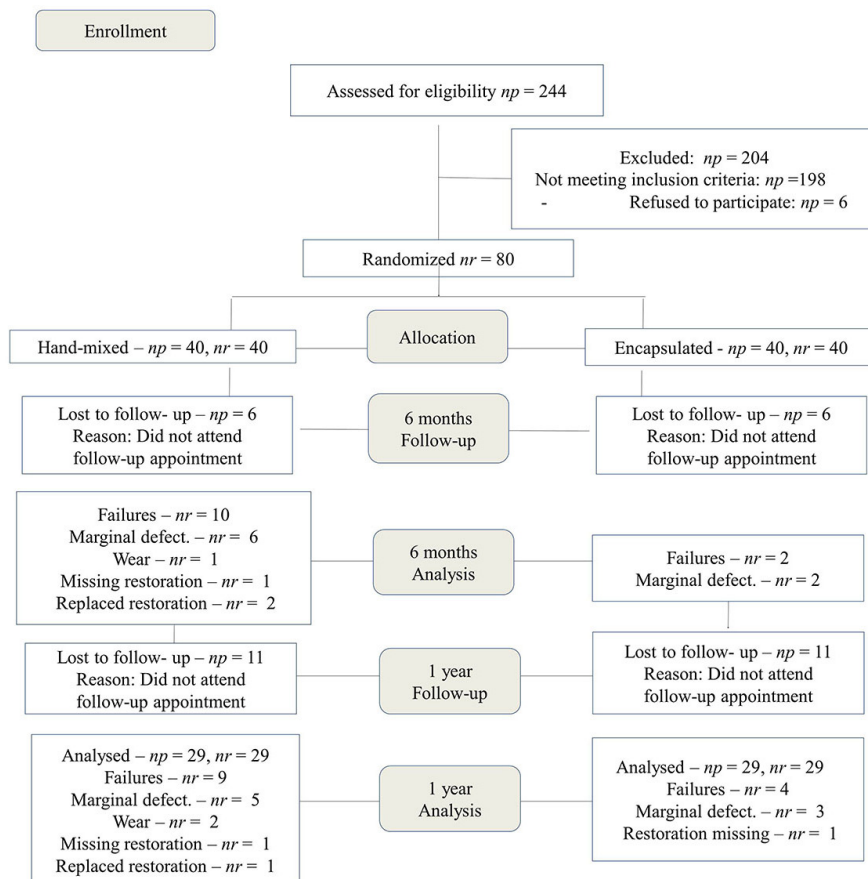 Enrollment
Assessed for eligibility np = 244
Excluded: np = 204
Not meeting inclusion criteria: np =198
- Refused to participate: np = 6
Randomized nr = 80
Hand-mixed – np = 40, nr = 40
Allocation
Encapsulated - np = 40, nr = 40
Lost to follow- up – np = 6
Reason: Did not attend
follow-up appointment
6 months
Follow-up
Lost to follow- up – np = 6
Reason: Did not attend
follow-up appointment
Failures – nr = 10
Marginal defect. – nr = 6
Wear – nr = 1
Missing restoration – nr = 1
Replaced restoration – nr = 2
6 months
Analysis
Failures – nr = 2
Marginal defect. – nr = 2
Lost to follow- up – np = 11
Reason: Did not attend
follow-up appointment
1 year
Follow-up
Lost to follow- up – np = 11
Reason: Did not attend
follow-up appointment
Analysed – np = 29, nr = 29
Failures – nr = 9
Marginal defect. – nr = 5
Wear – nr = 2
Missing restoration – nr = 1
Replaced restoration – nr = 1
1 year
Analysis
Analysed – np = 29, nr = 29
Failures – nr = 4
Marginal defect. – nr = 3
Restoration missing – nr = 1